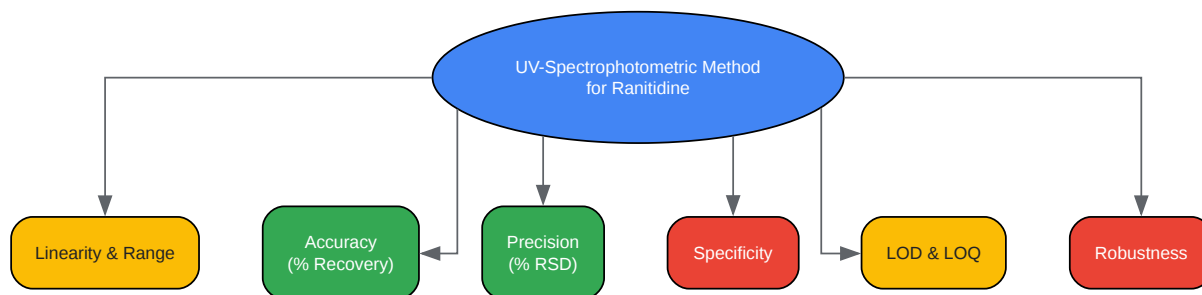 UV-Spectrophotometric Method
for Ranitidine
Linearity & Range
Accuracy
(% Recovery)
Precision
(% RSD)
Specificity
LOD & LOQ
Robustness